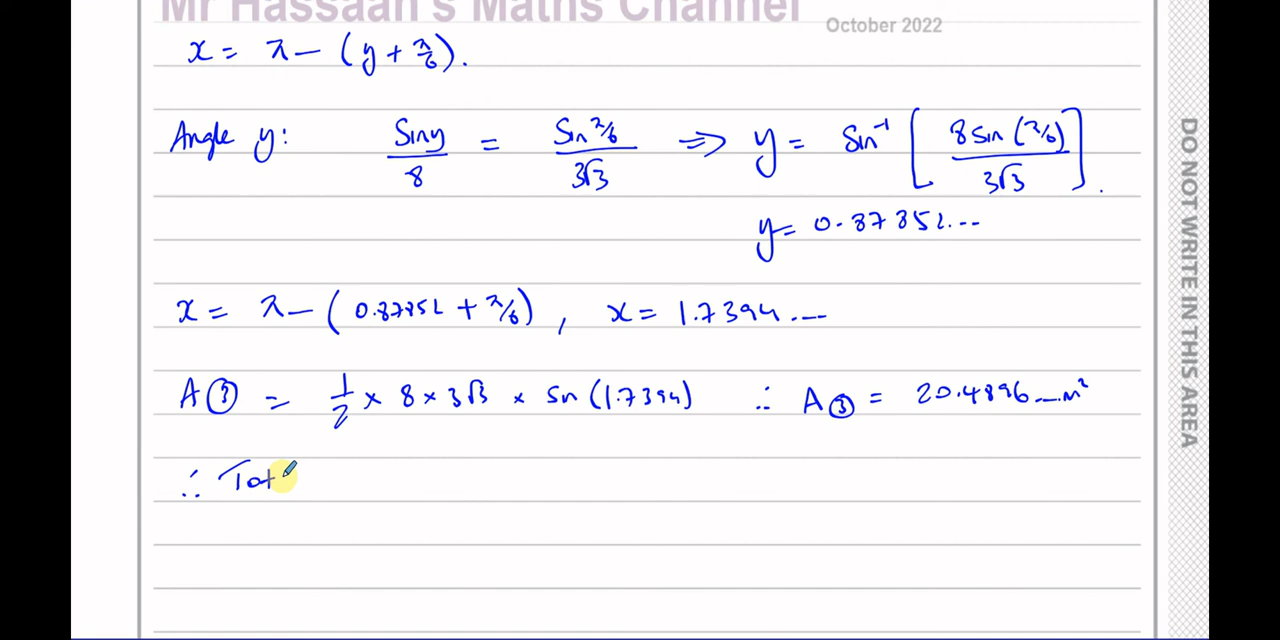 Mr Hassaan's Maths Channel
October 2022
x = π − (y + π/6).
Angle y: Sin y / 8 = Sin π/6 / 3√3 ⇒ y = Sin⁻¹ [ 8 Sin (π/6) / 3√3 ].
y = 0.87852...
x = π − (0.87852 + π/6), x = 1.7394...
A③ = 1/2 × 8 × 3√3 × Sin (1.7394) ∴ A③ = 20.4896...m²
∴ Tot
DO NOT WRITE IN THIS AREA